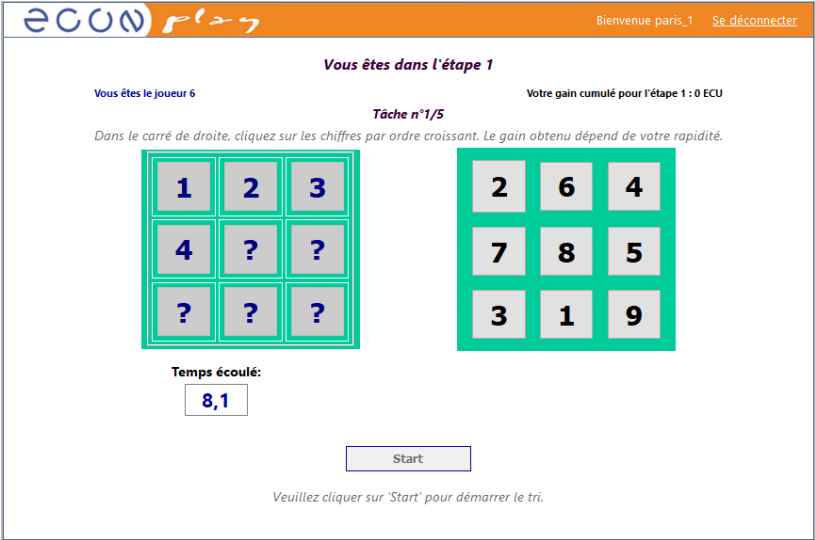 econ play
Bienvenue paris_1 Se déconnecter
Vous êtes dans l'étape 1
Vous êtes le joueur 6
Votre gain cumulé pour l'étape 1 : 0 ECU
Tâche n°1/5
Dans le carré de droite, cliquez sur les chiffres par ordre croissant. Le gain obtenu dépend de votre rapidité.
1 2 3
4 ? ?
? ? ?
2 6 4
7 8 5
3 1 9
Temps écoulé:
8,1
Start
Veuillez cliquer sur 'Start' pour démarrer le tri.